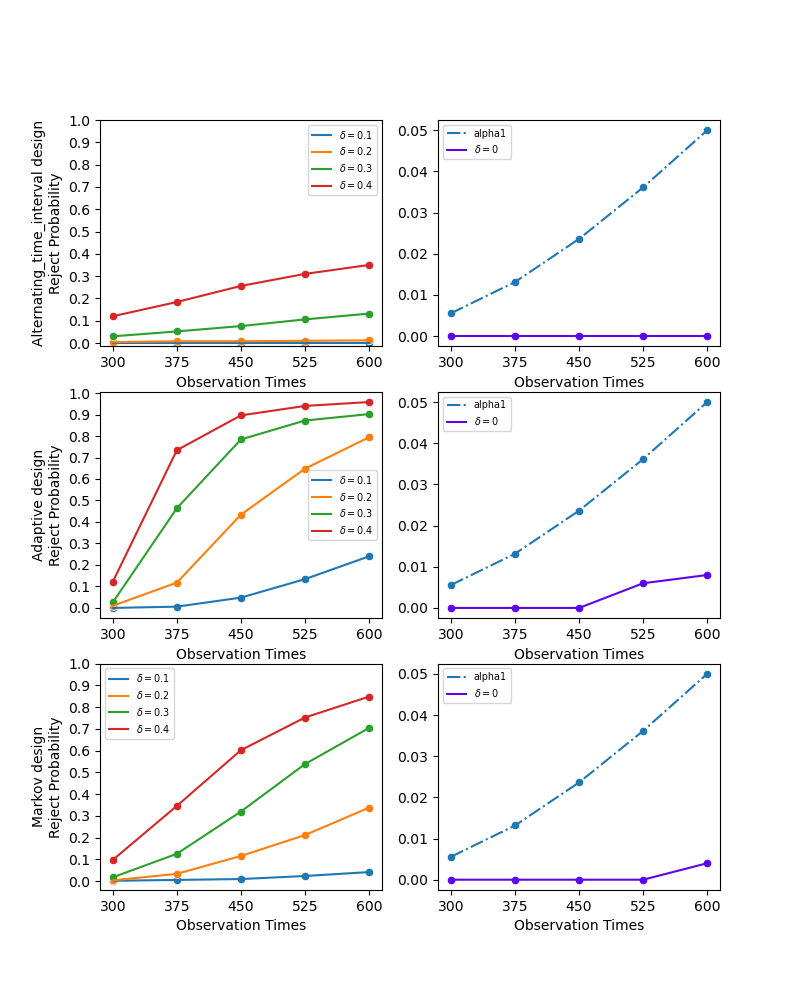 Alternating_time_interval design
Reject Probability
1.0
0.9
0.8
0.7
0.6
0.5
0.4
0.3
0.2
0.1
0.0
δ = 0.1
δ = 0.2
δ = 0.3
δ = 0.4
300 375 450 525 600
Observation Times
0.05
0.04
0.03
0.02
0.01
0.00
alpha1
δ = 0
300 375 450 525 600
Observation Times
Adaptive design
Reject Probability
1.0
0.9
0.8
0.7
0.6
0.5
0.4
0.3
0.2
0.1
0.0
δ = 0.1
δ = 0.2
δ = 0.3
δ = 0.4
300 375 450 525 600
Observation Times
0.05
0.04
0.03
0.02
0.01
0.00
alpha1
δ = 0
300 375 450 525 600
Observation Times
Markov design
Reject Probability
1.0
0.9
0.8
0.7
0.6
0.5
0.4
0.3
0.2
0.1
0.0
δ = 0.1
δ = 0.2
δ = 0.3
δ = 0.4
300 375 450 525 600
Observation Times
0.05
0.04
0.03
0.02
0.01
0.00
alpha1
δ = 0
300 375 450 525 600
Observation Times